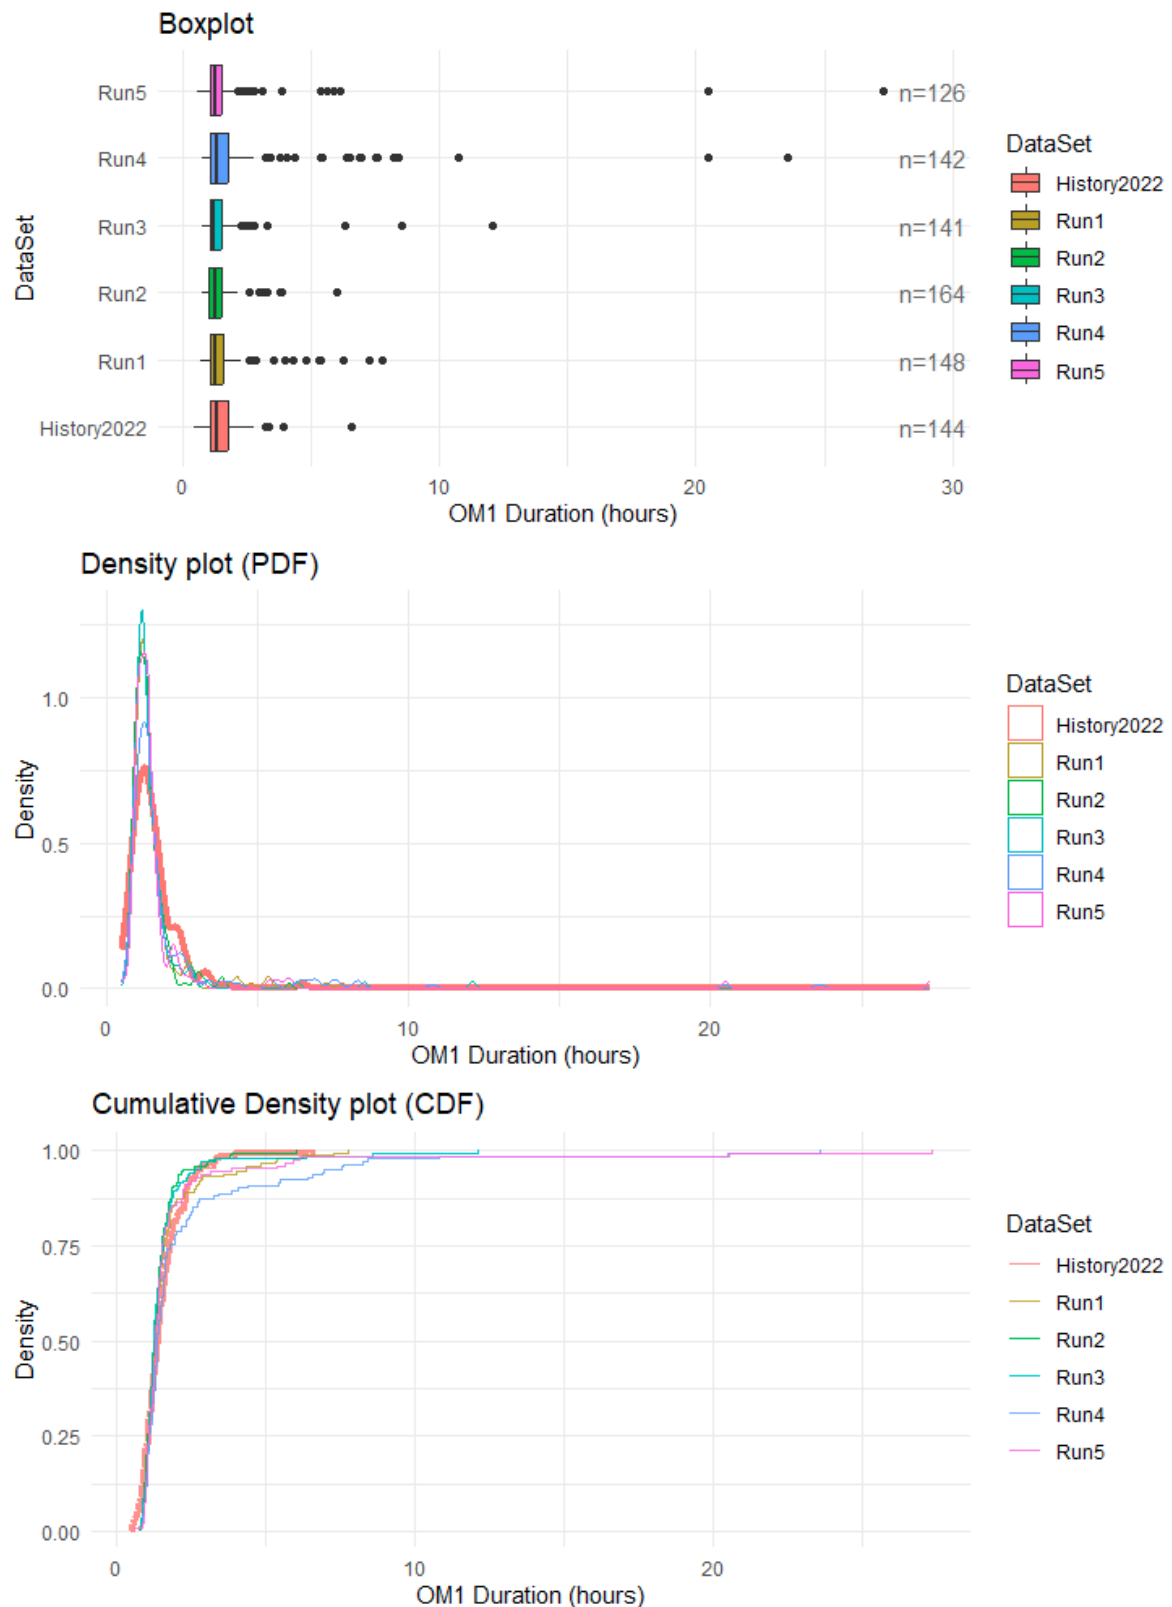 Boxplot
DataSet
Run5
Run4
Run3
Run2
Run1
History2022
n=126
n=142
n=141
n=164
n=148
n=144
0 10 20 30
OM1 Duration (hours)
DataSet
History2022
Run1
Run2
Run3
Run4
Run5
Density plot (PDF)
Density
1.0
0.5
0.0
0 10 20
OM1 Duration (hours)
DataSet
History2022
Run1
Run2
Run3
Run4
Run5
Cumulative Density plot (CDF)
Density
1.00
0.75
0.50
0.25
0.00
0 10 20
OM1 Duration (hours)
DataSet
History2022
Run1
Run2
Run3
Run4
Run5